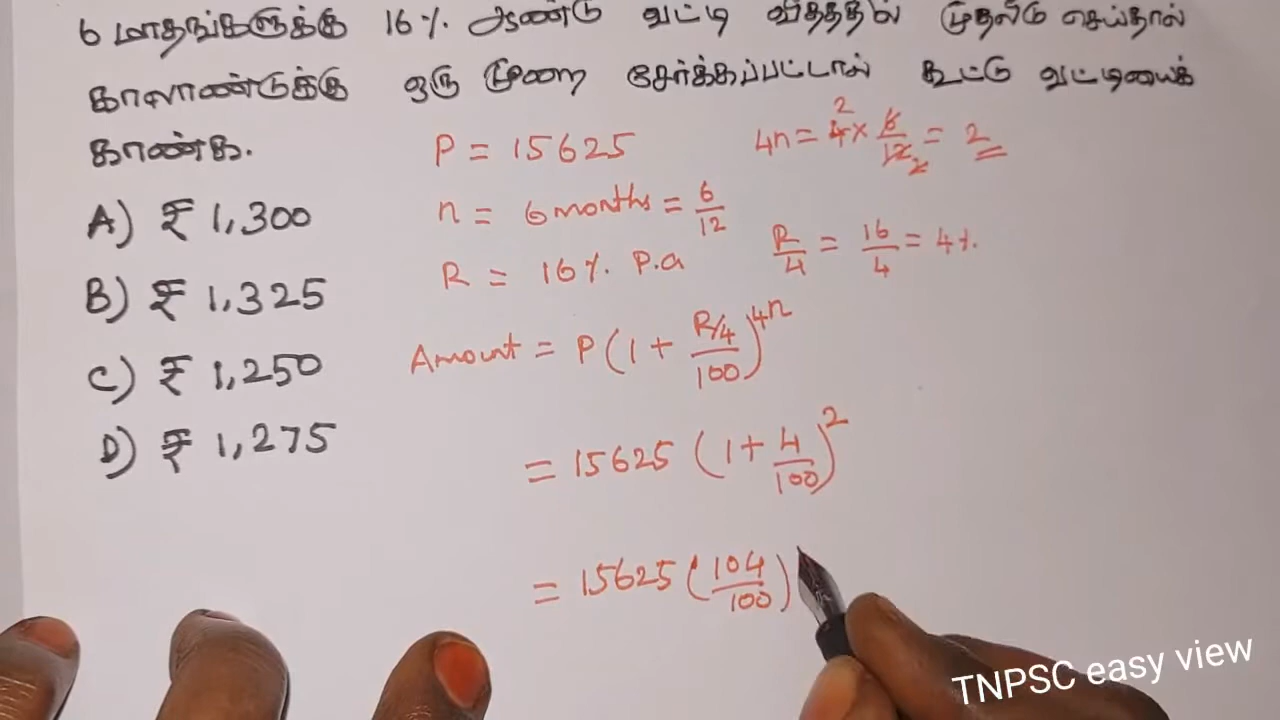 6 மாதங்களுக்கு 16% ஆண்டு வட்டி வீதத்தில் முதலீடு செய்தால்
காலாண்டுக்கு ஒரு முறை சேர்க்கப்பட்டால் கூட்டு வட்டியைக்
காண்க.
P = 15625
4n = 4 × 6/12 = 2
2
2
A) ₹ 1,300
n = 6 months = 6/12
R/4 = 16/4 = 4%.
B) ₹ 1,325
R = 16%. P.a
Amount = P(1 + R/4/100)^4n
C) ₹ 1,250
D) ₹ 1,275
= 15625 (1 + 4/100)^2
= 15625 (104/100)
TNPSC easy view